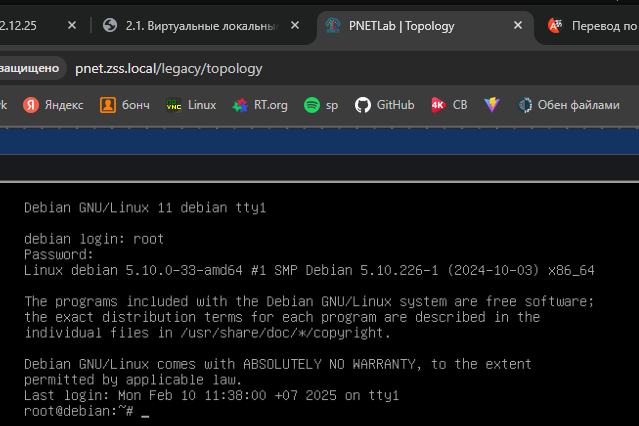 2.12.25
2.1. Виртуальные локальны
PNETLab | Topology
Перевод по
защищено
pnet.zss.local/legacy/topology
Яндекс
бонч
VNC
Linux
RT.org
sp
GitHub
4K
СВ
Обен файлами
Debian GNU/Linux 11 debian tty1
debian login: root
Password:
Linux debian 5.10.0-33-amd64 #1 SMP Debian 5.10.226-1 (2024-10-03) x86_64
The programs included with the Debian GNU/Linux system are free software;
the exact distribution terms for each program are described in the
individual files in /usr/share/doc/*/copyright.
Debian GNU/Linux comes with ABSOLUTELY NO WARRANTY, to the extent
permitted by applicable law.
Last login: Mon Feb 10 11:38:00 +07 2025 on tty1
root@debian:~# _